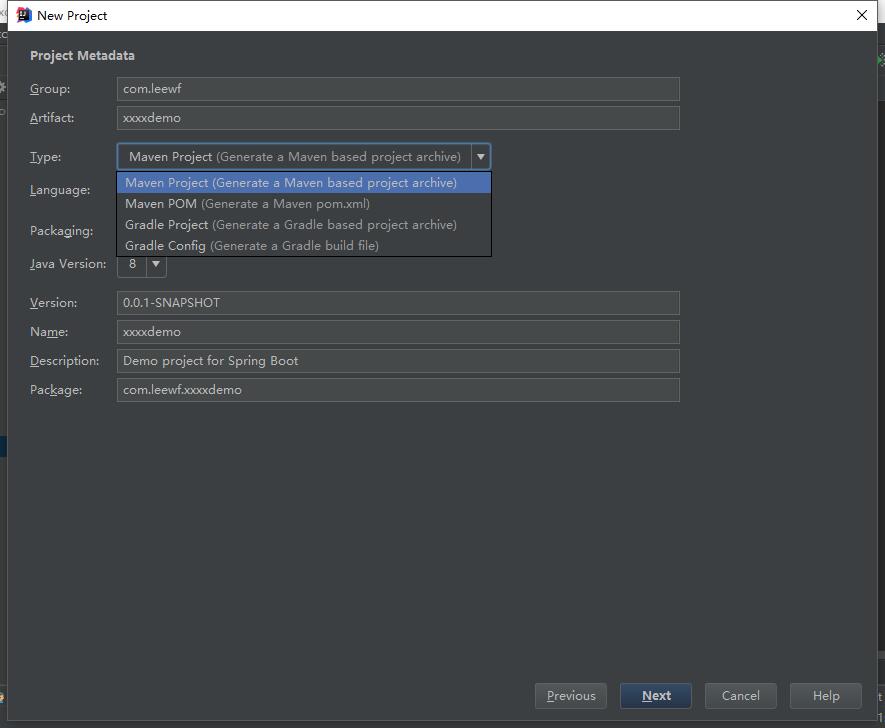 New Project
Project Metadata
Group: com.leewf
Artifact: xxxxdemo
Type: Maven Project (Generate a Maven based project archive)
Maven Project (Generate a Maven based project archive)
Language:
Maven POM (Generate a Maven pom.xml)
Packaging:
Gradle Project (Generate a Gradle based project archive)
Gradle Config (Generate a Gradle build file)
Java Version: 8
Version: 0.0.1-SNAPSHOT
Name: xxxxdemo
Description: Demo project for Spring Boot
Package: com.leewf.xxxxdemo
Previous Next Cancel Help